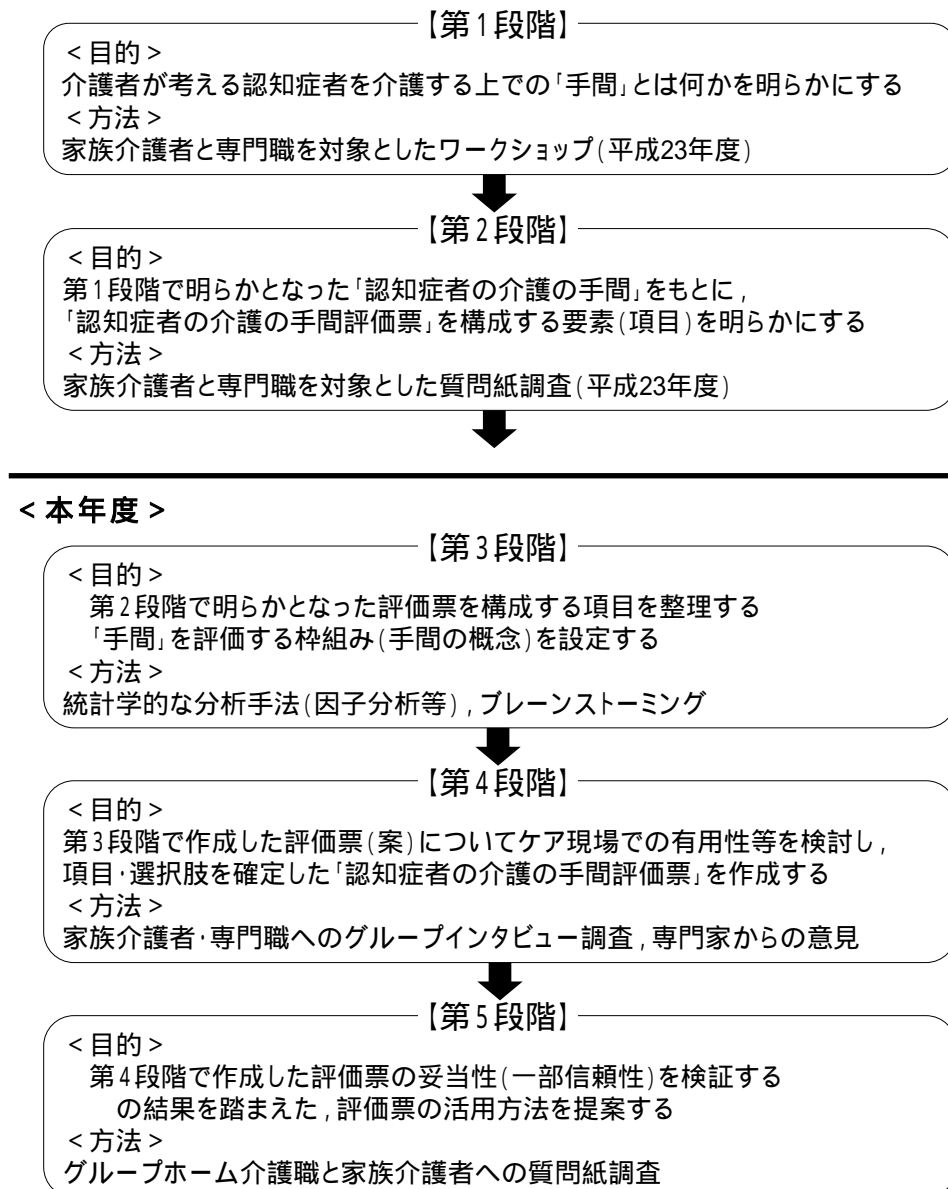 【第1段階】
<目的>
介護者が考える認知症者を介護する上での「手間」とは何かを明らかにする
<方法>
家族介護者と専門職を対象としたワークショップ(平成23年度)
【第2段階】
<目的>
第1段階で明らかとなった「認知症者の介護の手間」をもとに,
「認知症者の介護の手間評価票」を構成する要素(項目)を明らかにする
<方法>
家族介護者と専門職を対象とした質問紙調査(平成23年度)
<本年度>
【第3段階】
<目的>
第2段階で明らかとなった評価票を構成する項目を整理する
「手間」を評価する枠組み(手間の概念)を設定する
<方法>
統計学的な分析手法(因子分析等),ブレーンストーミング
【第4段階】
<目的>
第3段階で作成した評価票(案)についてケア現場での有用性等を検討し,
項目・選択肢を確定した「認知症者の介護の手間評価票」を作成する
<方法>
家族介護者・専門職へのグループインタビュー調査,専門家からの意見
【第5段階】
<目的>
第4段階で作成した評価票の妥当性(一部信頼性)を検証する
の結果を踏まえた,評価票の活用方法を提案する
<方法>
グループホーム介護職と家族介護者への質問紙調査